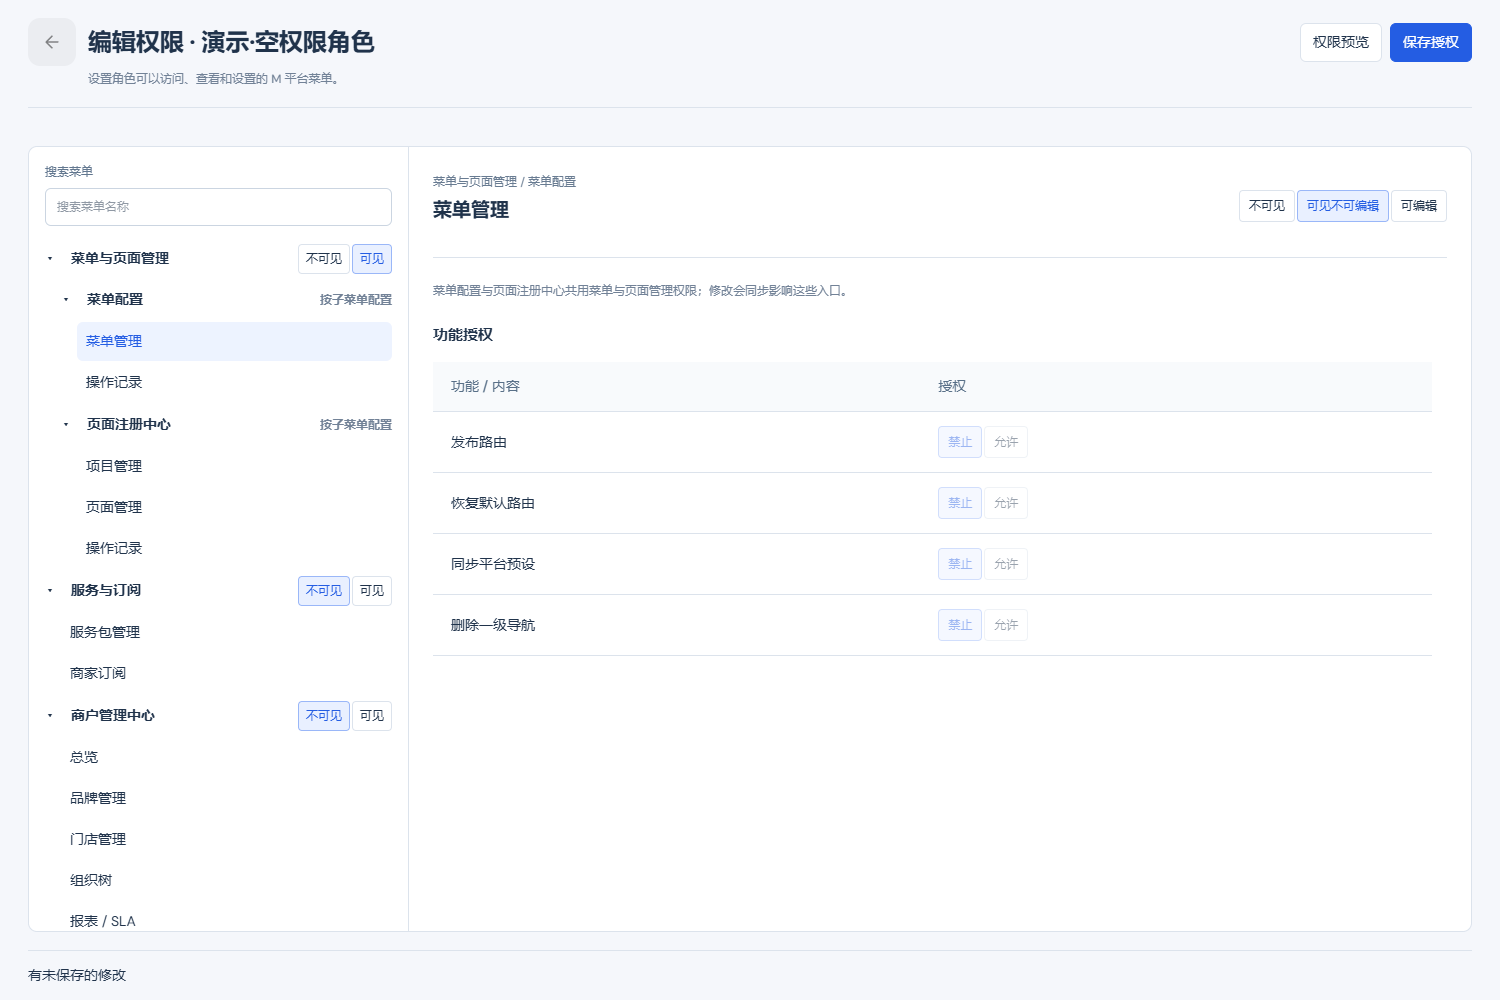 编辑权限 · 演示·空权限角色
设置角色可以访问、查看和设置的 M 平台菜单。
权限预览
保存授权
搜索菜单
搜索菜单名称
菜单与页面管理
不可见
可见
菜单配置
按子菜单配置
菜单管理
操作记录
页面注册中心
按子菜单配置
项目管理
页面管理
操作记录
服务与订阅
不可见
可见
服务包管理
商家订阅
商户管理中心
不可见
可见
总览
品牌管理
门店管理
组织树
报表 / SLA
菜单与页面管理 / 菜单配置
菜单管理
不可见
可见不可编辑
可编辑
菜单配置与页面注册中心共用菜单与页面管理权限；修改会同步影响这些入口。
功能授权
功能 / 内容
授权
发布路由
禁止
允许
恢复默认路由
禁止
允许
同步平台预设
禁止
允许
删除一级导航
禁止
允许
有未保存的修改